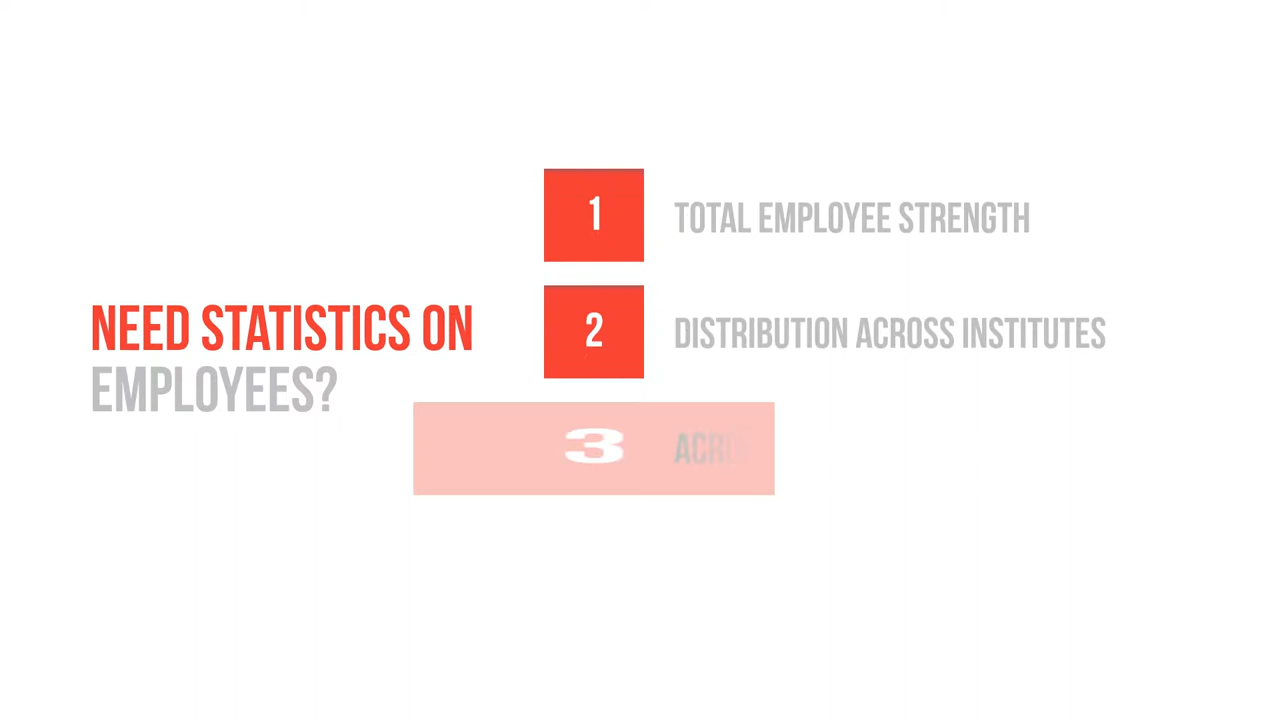 NEED STATISTICS ON
EMPLOYEES?
1 TOTAL EMPLOYEE STRENGTH
2 DISTRIBUTION ACROSS INSTITUTES
3